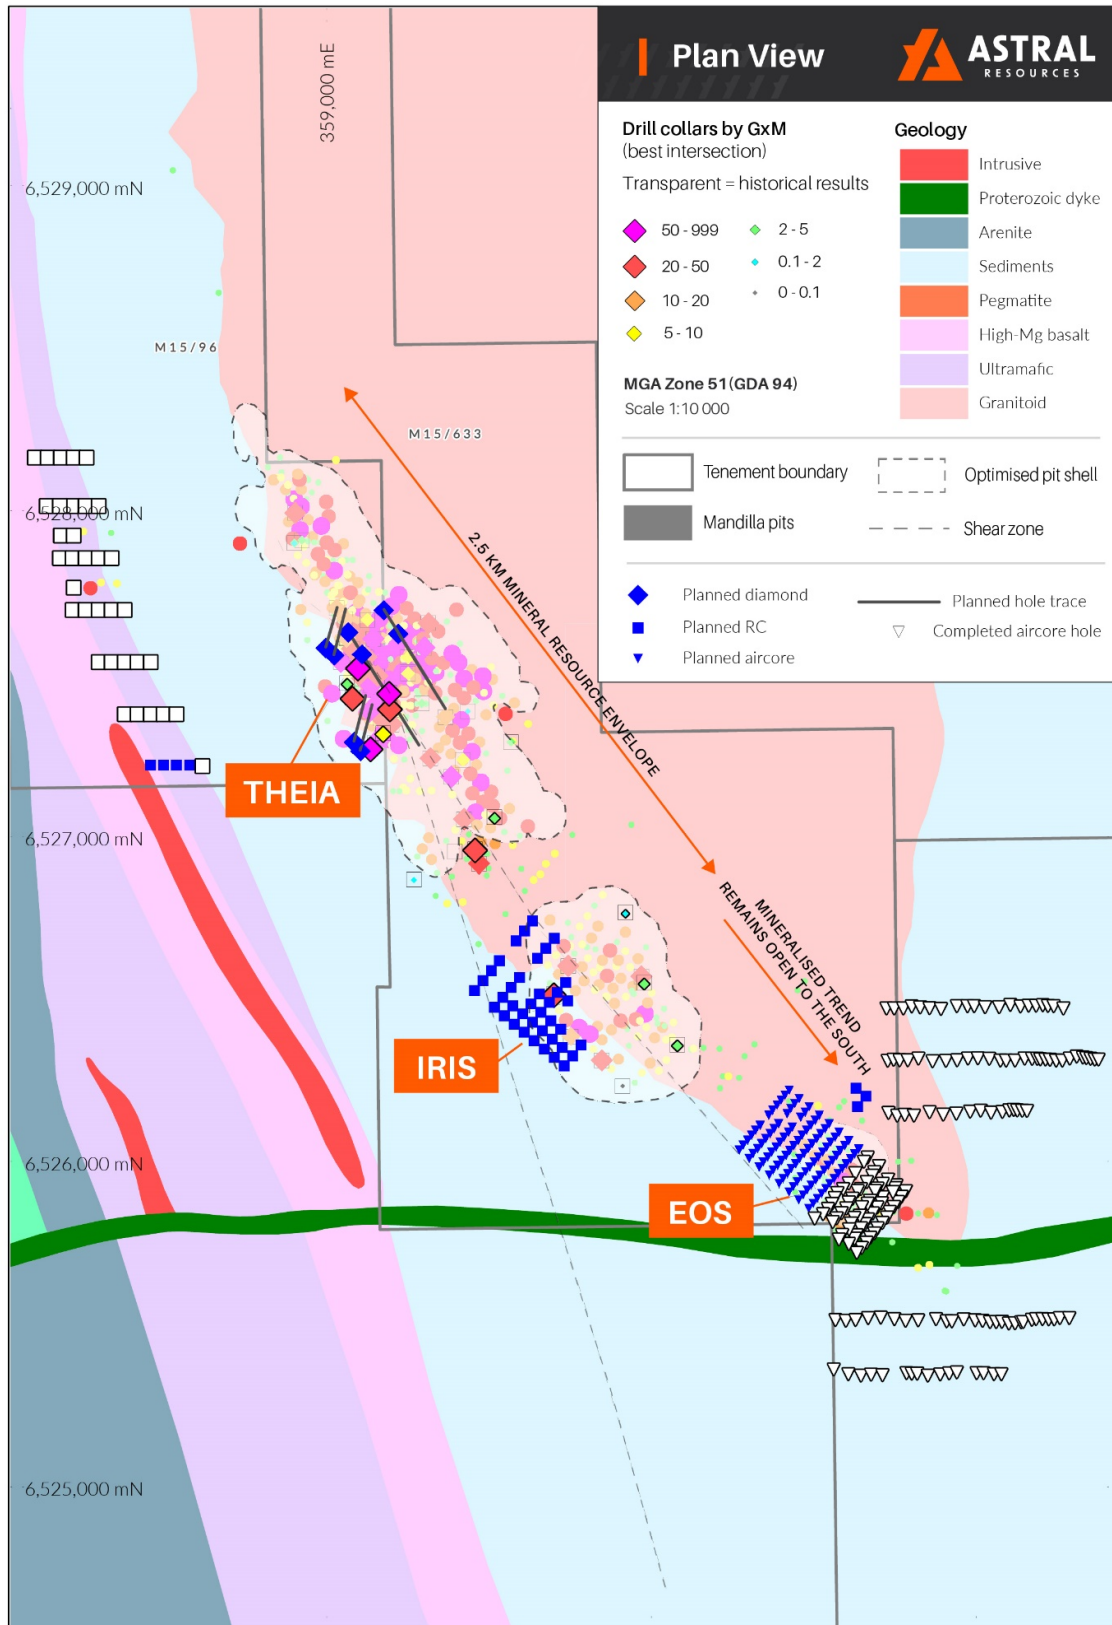 Plan View
ASTRAL
RESOURCES
Drill collars by GxM
(best intersection)
Transparent = historical results
50 - 999
20 - 50
10 - 20
5 - 10
2 - 5
0.1 - 2
0 - 0.1
MGA Zone 51 (GDA 94)
Scale 1:10 000
Geology
Intrusive
Proterozoic dyke
Arenite
Sediments
Pegmatite
High-Mg basalt
Ultramafic
Granitoid
Tenement boundary
Mandilla pits
Optimised pit shell
Shear zone
Planned diamond
Planned RC
Planned aircore
Planned hole trace
Completed aircore hole
359,000 mE
6,529,000 mN
M15/96
M15/633
6,528,000 mN
2.5 KM MINERAL RESOURCE ENVELOPE
THEIA
6,527,000 mN
MINERALISED TREND
REMAINS OPEN TO THE SOUTH
IRIS
6,526,000 mN
EOS
6,525,000 mN